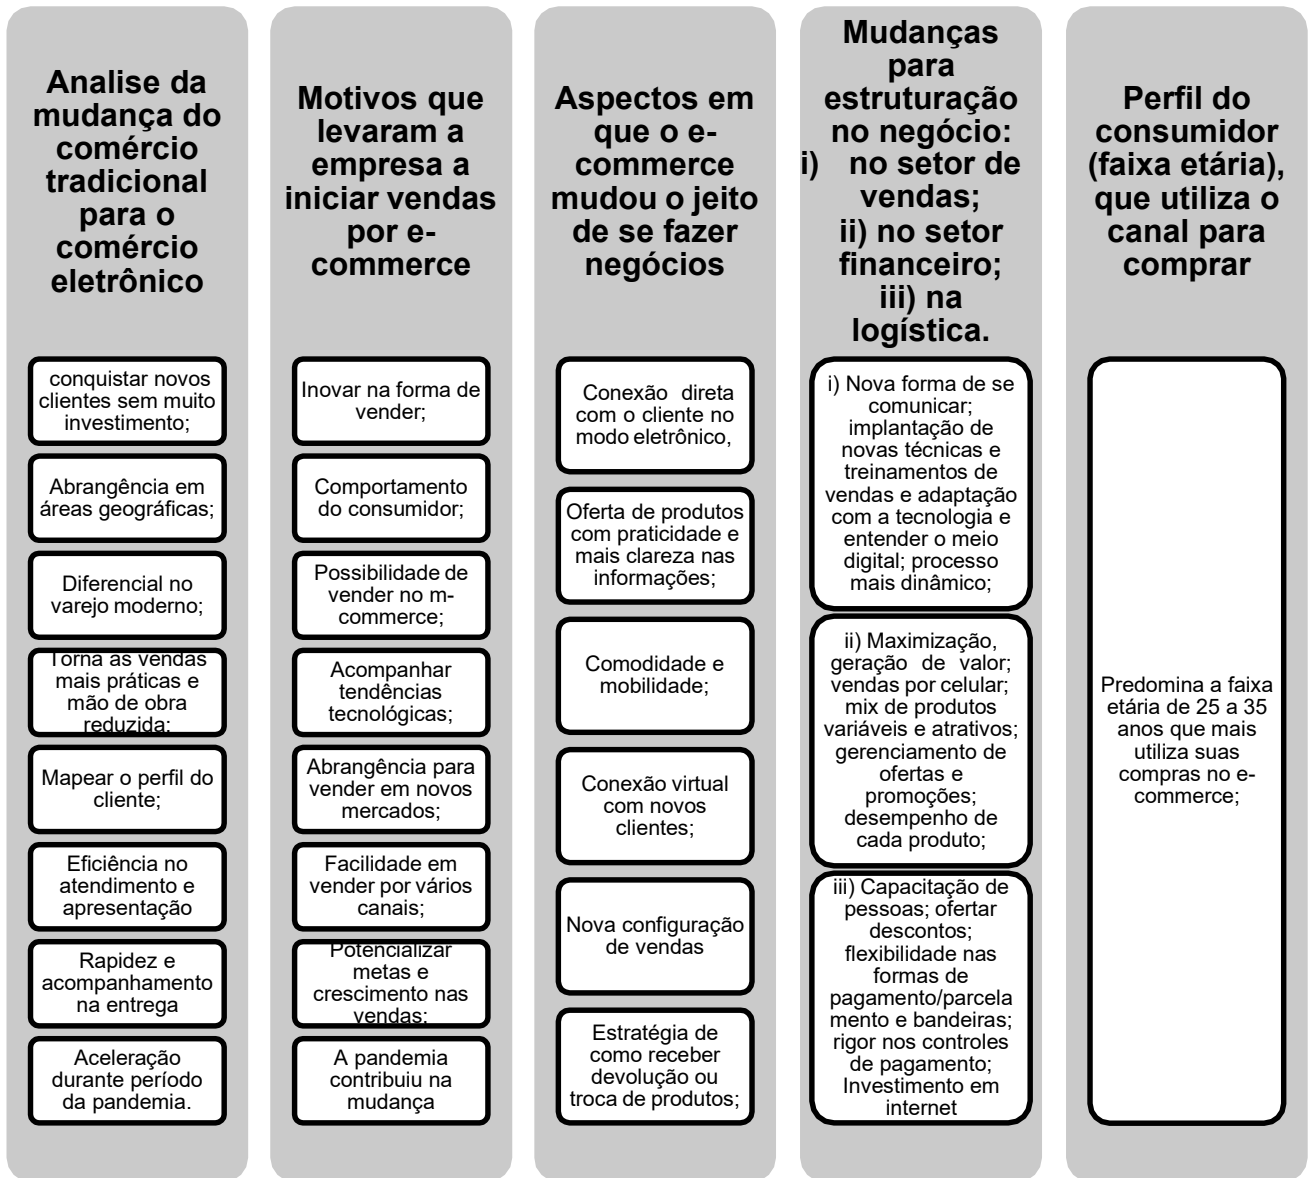 Analise da
mudança do
comércio
tradicional
para o
comércio
eletrônico
conquistar novos
clientes sem muito
investimento;
Abrangência em
áreas geográficas;
Diferencial no
varejo moderno;
Torna as vendas
mais práticas e
mão de obra
reduzida;
Mapear o perfil do
cliente;
Eficiência no
atendimento e
apresentação
Rapidez e
acompanhamento
na entrega
Aceleração
durante período
da pandemia.
Motivos que
levaram a
empresa a
iniciar vendas
por e-
commerce
Inovar na forma de
vender;
Comportamento
do consumidor;
Possibilidade de
vender no m-
commerce;
Acompanhar
tendências
tecnológicas;
Abrangência para
vender em novos
mercados;
Facilidade em
vender por vários
canais;
Potencializar
metas e
crescimento nas
vendas;
A pandemia
contribuiu na
mudança
Aspectos em
que o e-
commerce
mudou o jeito
de se fazer
negócios
Conexão direta
com o cliente no
modo eletrônico,
Oferta de produtos
com praticidade e
mais clareza nas
informações;
Comodidade e
mobilidade;
Conexão virtual
com novos
clientes;
Nova configuração
de vendas
Estratégia de
como receber
devolução ou
troca de produtos;
Mudanças
para
estruturação
no negócio:
i) no setor de
vendas;
ii) no setor
financeiro;
iii) na
logística.
i) Nova forma de se
comunicar;
implantação de
novas técnicas e
treinamentos de
vendas e adaptação
com a tecnologia e
entender o meio
digital; processo
mais dinâmico;
ii) Maximização,
geração de valor;
vendas por celular;
mix de produtos
variáveis e atrativos;
gerenciamento de
ofertas e
promoções;
desempenho de
cada produto;
iii) Capacitação de
pessoas; ofertar
descontos;
flexibilidade nas
formas de
pagamento/parcela
mento e bandeiras;
rigor nos controles
de pagamento;
Investimento em
internet
Perfil do
consumidor
(faixa etária),
que utiliza o
canal para
comprar
Predomina a faixa
etária de 25 a 35
anos que mais
utiliza suas
compras no e-
commerce;